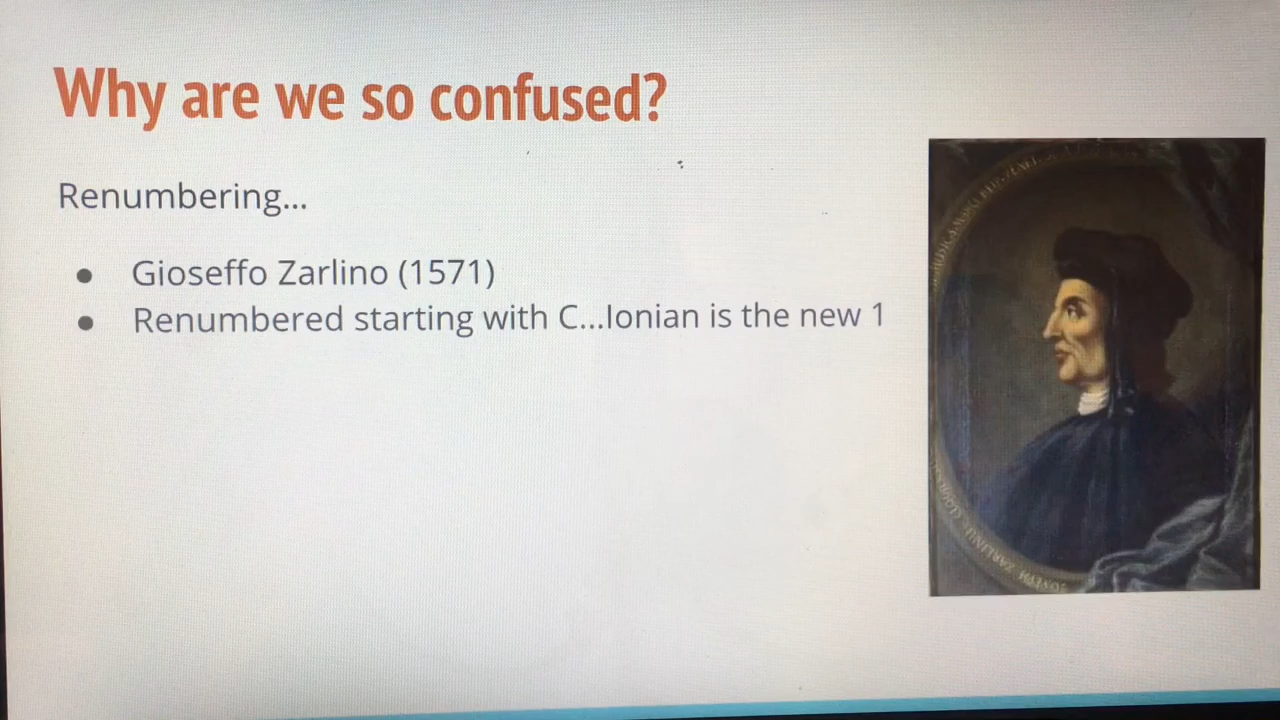 Why are we so confused?
Renumbering...
● Gioseffo Zarlino (1571)
● Renumbered starting with C...Ionian is the new 1